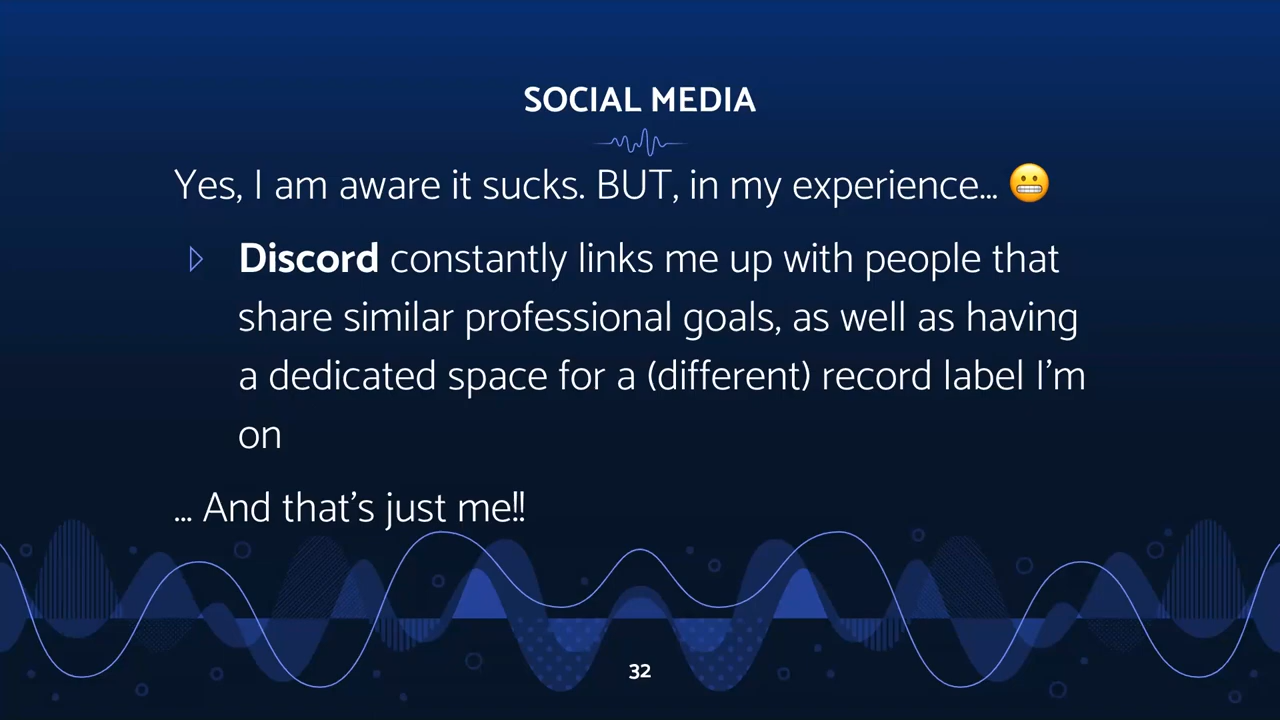 SOCIAL MEDIA
Yes, I am aware it sucks. BUT, in my experience... 😬
Discord constantly links me up with people that
share similar professional goals, as well as having
a dedicated space for a (different) record label I’m
on
... And that’s just me!!
32